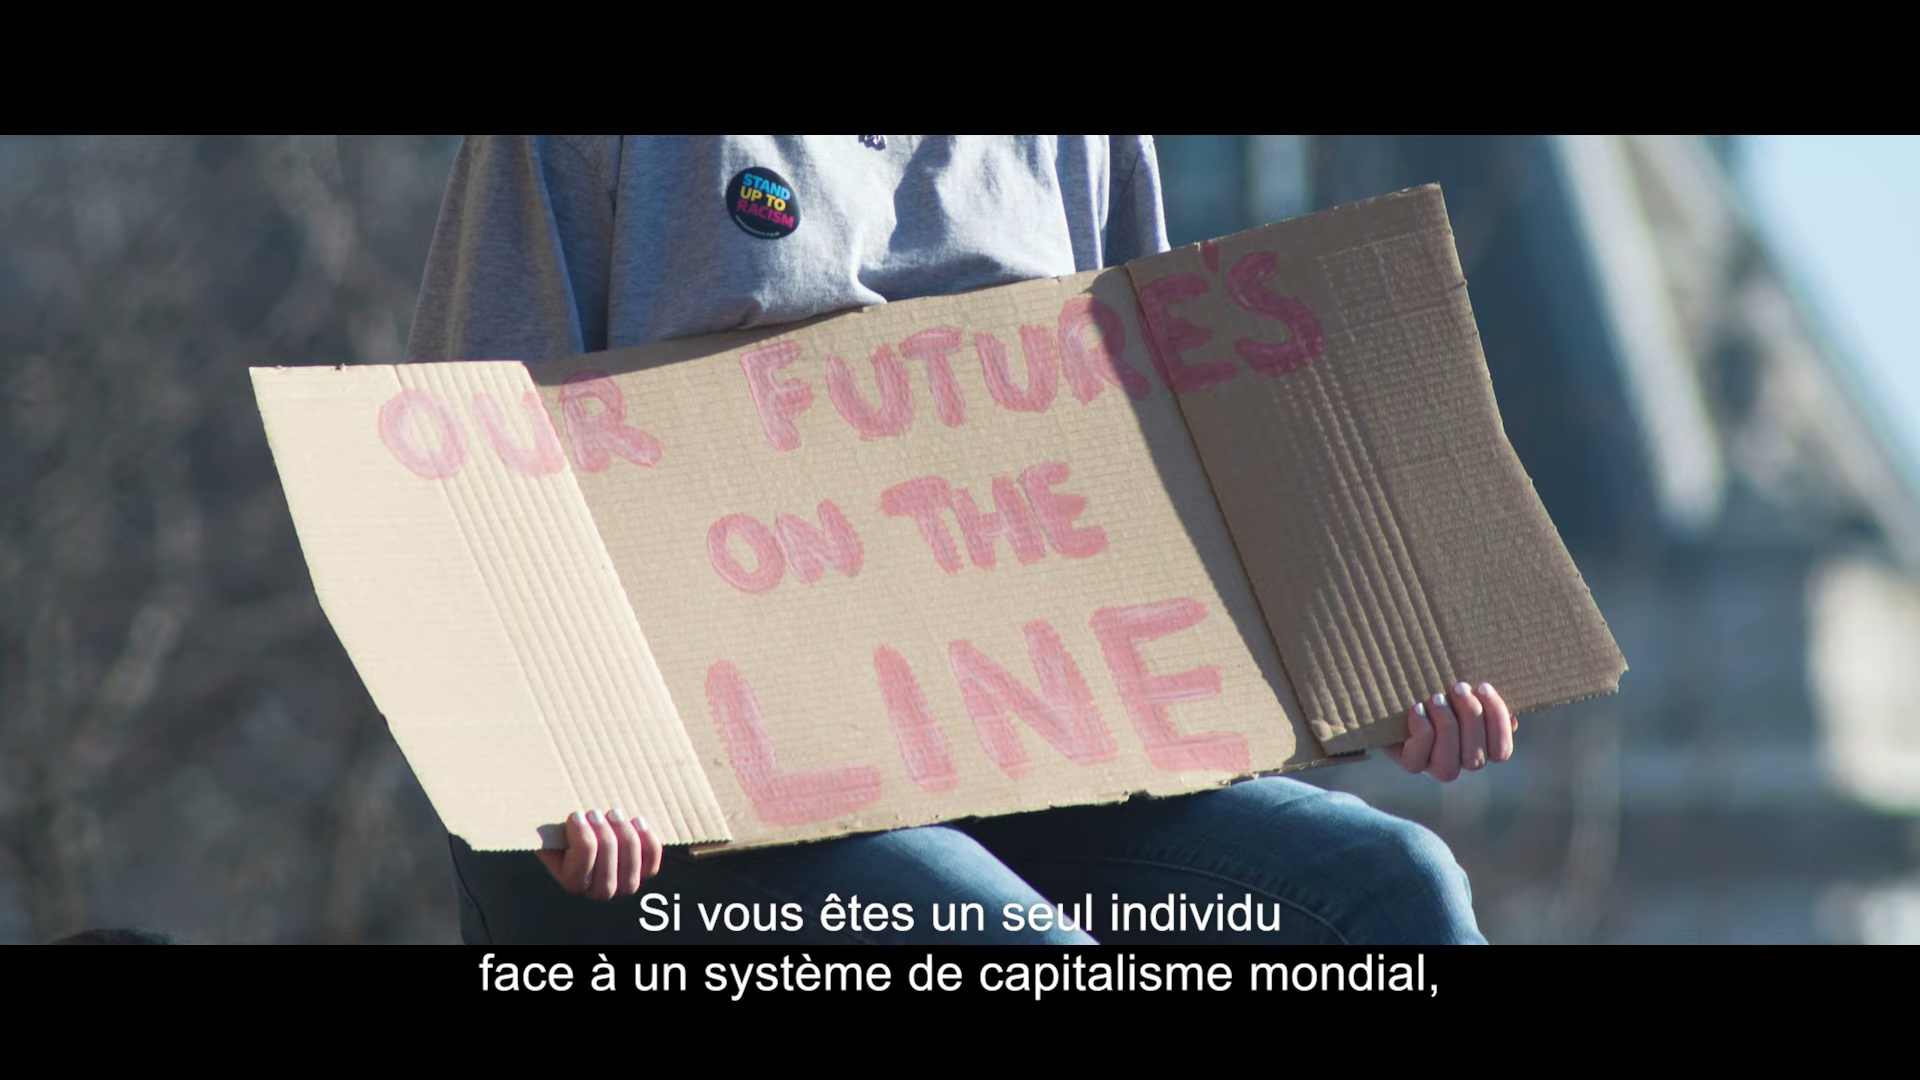 STAND
UP TO
RACISM
OUR FUTURE'S
ON THE
LINE
Si vous êtes un seul individu
face à un système de capitalisme mondial,